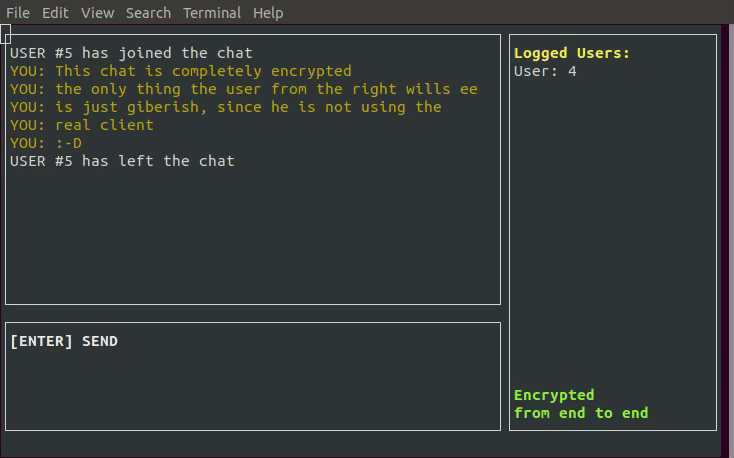 File Edit View Search Terminal Help
USER #5 has joined the chat
YOU: This chat is completely encrypted
YOU: the only thing the user from the right wills ee
YOU: is just giberish, since he is not using the
YOU: real client
YOU: :-D
USER #5 has left the chat
[ENTER] SEND
Logged Users:
User: 4
Encrypted
from end to end